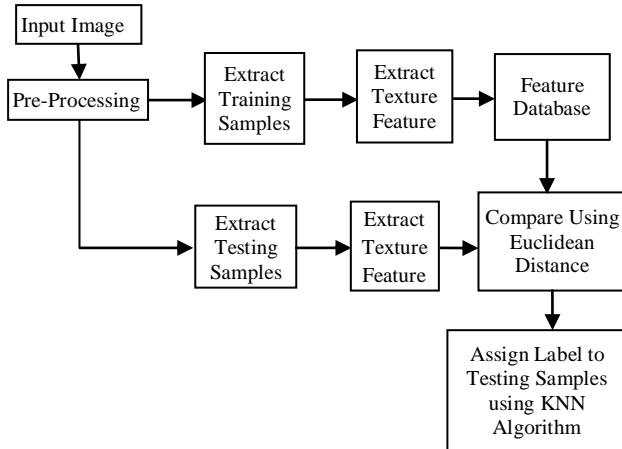 Input Image
Pre-Processing
Extract
Training
Samples
Extract
Texture
Feature
Feature
Database
Extract
Testing
Samples
Extract
Texture
Feature
Compare Using
Euclidean
Distance
Assign Label to
Testing Samples
using KNN
Algorithm